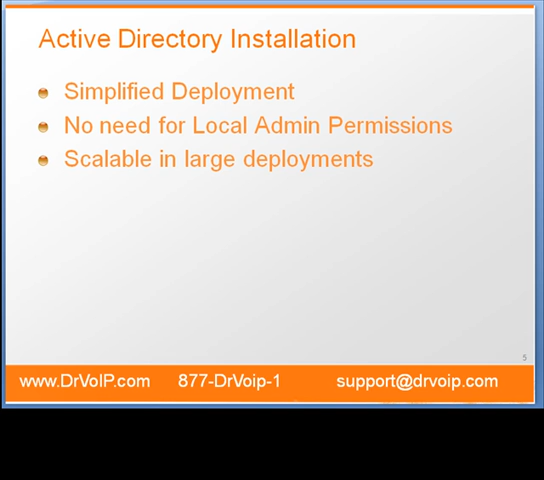 Active Directory Installation
Simplified Deployment
No need for Local Admin Permissions
Scalable in large deployments
5
www.DrVoIP.com 877-DrVoip-1 support@drvoip.com